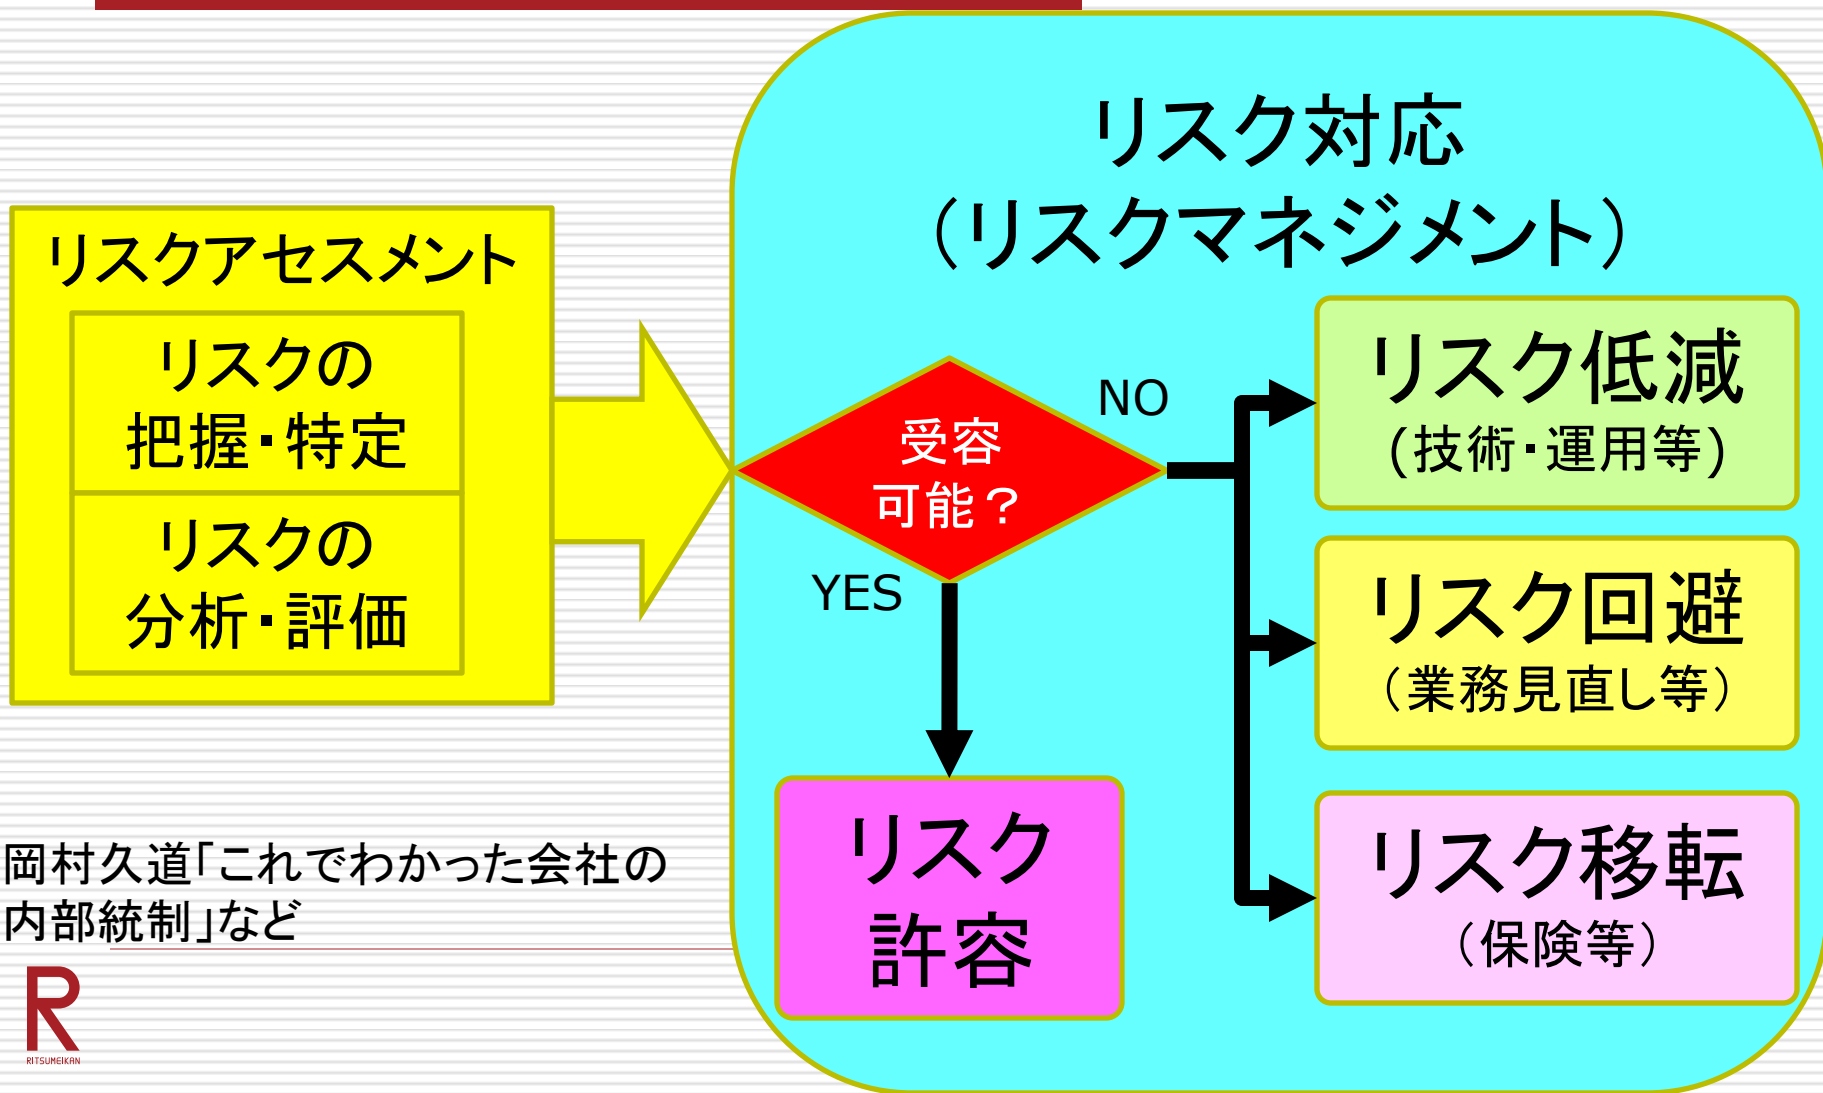 リスクアセスメント
リスクの
把握・特定
リスクの
分析・評価
リスク対応
（リスクマネジメント）
受容
可能？
NO
YES
リスク低減
(技術・運用等)
リスク回避
（業務見直し等）
リスク移転
（保険等）
リスク
許容
岡村久道「これでわかった会社の
内部統制」など
R
RITSUMEIKAN